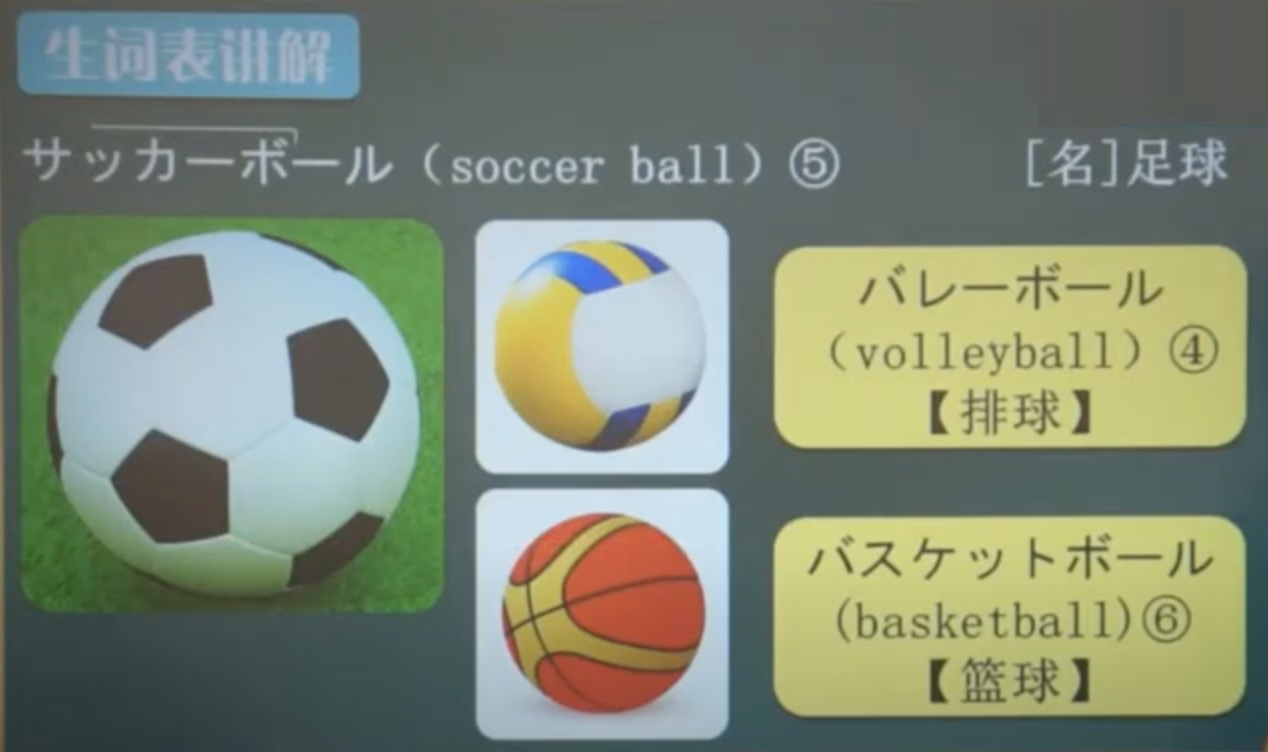 生词表讲解
サッカーボール（soccer ball）⑤ [名]足球
バレーボール
（volleyball）④
【排球】
バスケットボール
(basketball)⑥
【篮球】